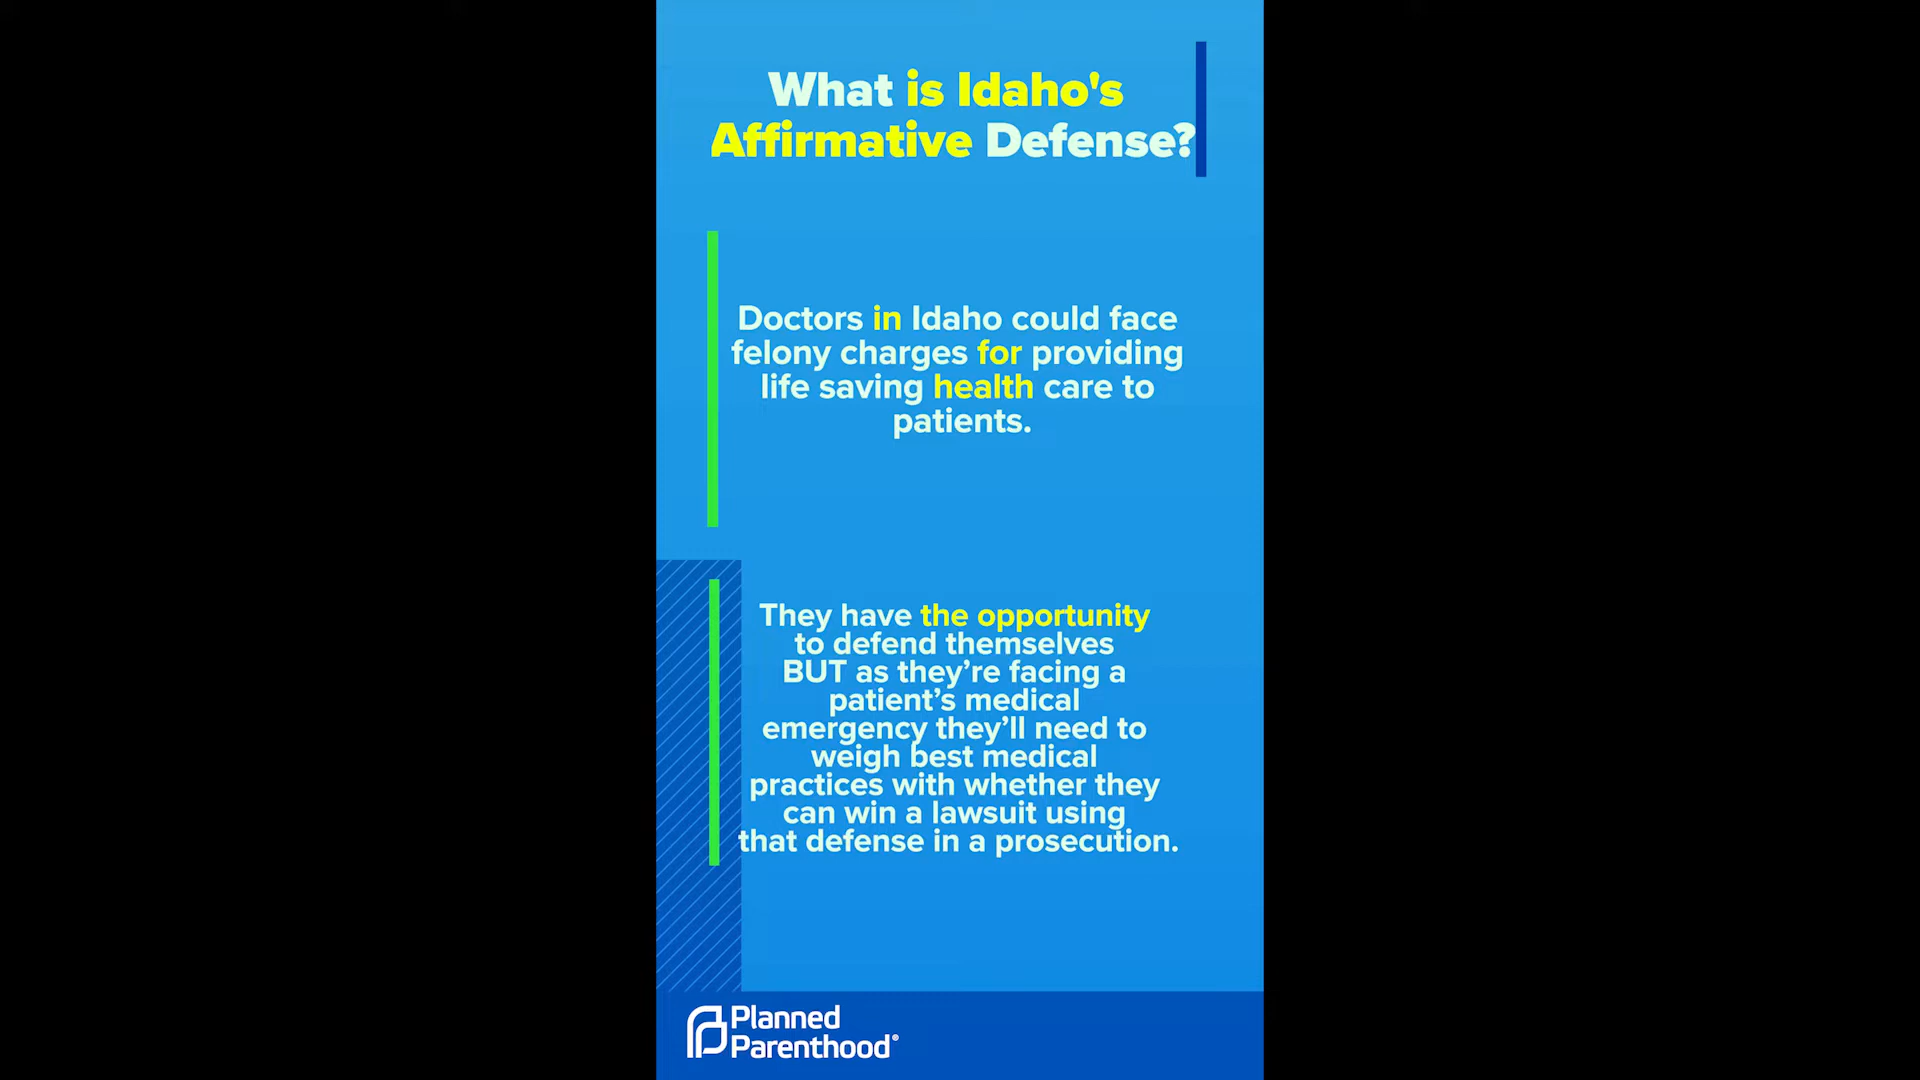 What is Idaho's
Affirmative Defense?
Doctors in Idaho could face
felony charges for providing
life saving health care to
patients.
They have the opportunity
to defend themselves
BUT as they’re facing a
patient’s medical
emergency they’ll need to
weigh best medical
practices with whether they
can win a lawsuit using
that defense in a prosecution.
Planned
Parenthood®